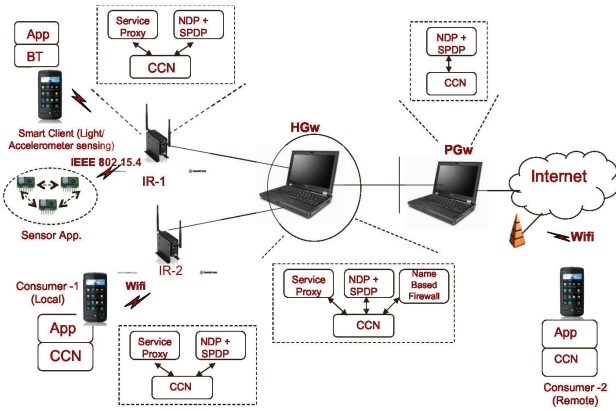 App
BT
Service
Proxy
NDP +
SPDP
CCN
NDP +
SPDP
CCN
Smart Client (Light/
Accelerometer sensing)
IEEE 802.15.4
IR-1
HGw
PGw
Internet
Wifi
Sensor App.
IR-2
Consumer -1
(Local)
Wifi
App
CCN
Service
Proxy
NDP +
SPDP
CCN
Service
Proxy
NDP +
SPDP
Name
Based
Firewall
CCN
App
CCN
Consumer -2
(Remote)